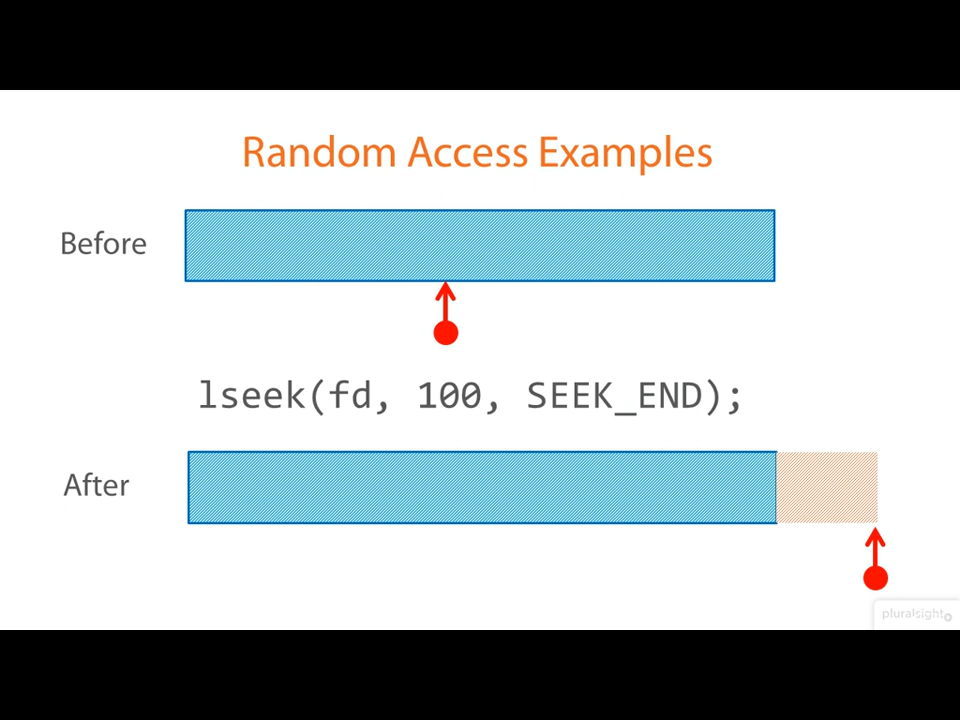 Random Access Examples
Before
lseek(fd, 100, SEEK_END);
After
pluralsight